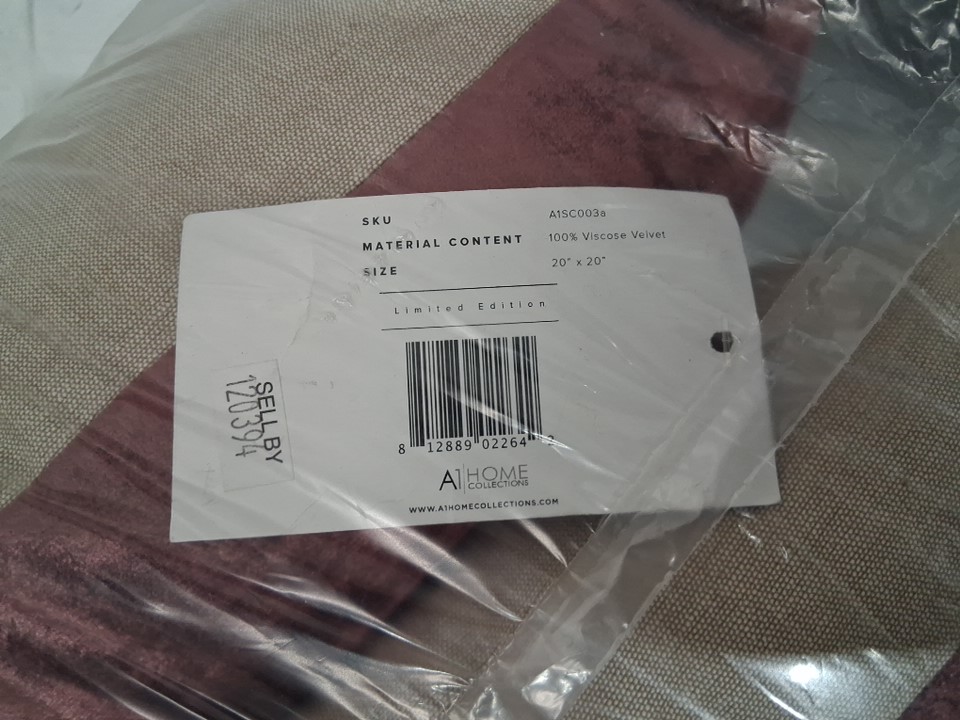 SKU A1SC003a
MATERIAL CONTENT 100% Viscose Velvet
SIZE 20" x 20"
Limited Edition
8 12889 02264 2
A1 HOME
COLLECTIONS
WWW.A1HOMECOLLECTIONS.COM
SELL BY
120394